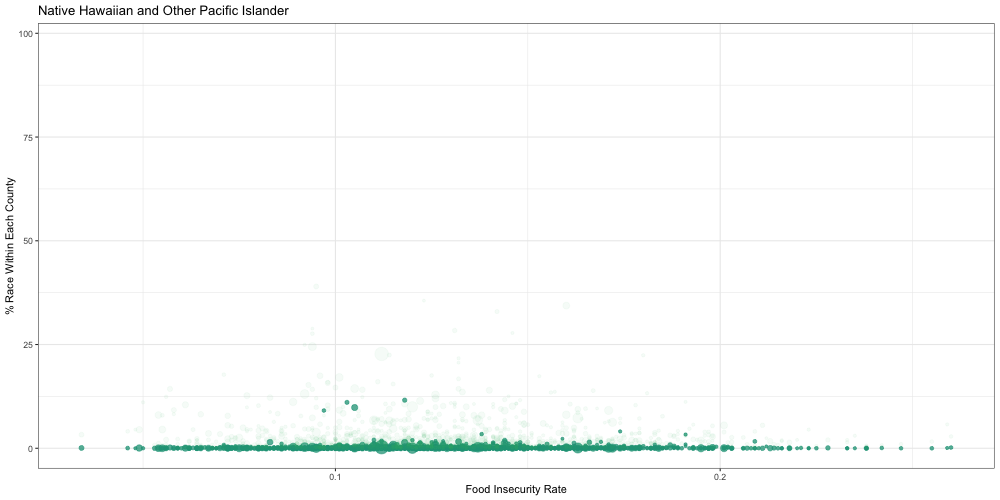 Native Hawaiian and Other Pacific Islander
100
75
50
25
0
% Race Within Each County
0.1
0.2
Food Insecurity Rate